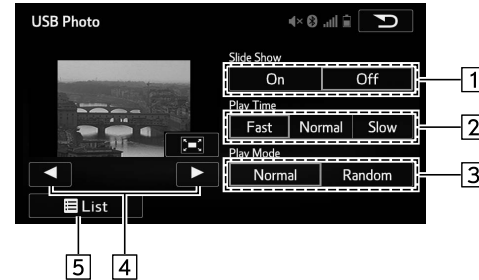 USB Photo
Slide Show
On Off
1
Play Time
Fast Normal Slow
2
Play Mode
Normal Random
3
List
5 4